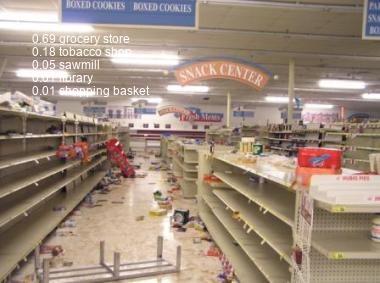 BOXED COOKIES BOXED COOKIES
0.69 grocery store
0.18 tobacco shop
0.05 sawmill
0.01 library
0.01 shopping basket
SNACK CENTER
Fresh Meats